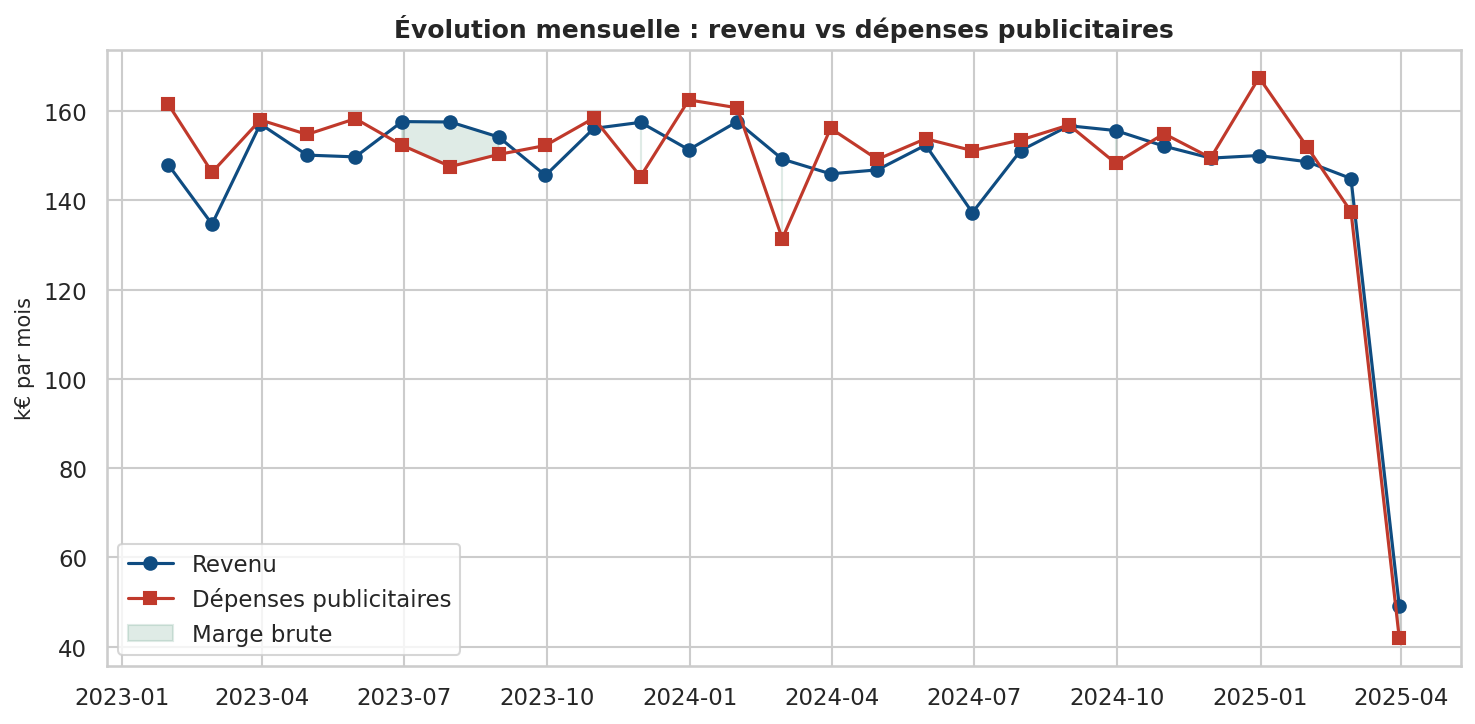 Évolution mensuelle : revenu vs dépenses publicitaires
k€ par mois
160
140
120
100
80
60
40
Revenu
Dépenses publicitaires
Marge brute
2023-01 2023-04 2023-07 2023-10 2024-01 2024-04 2024-07 2024-10 2025-01 2025-04